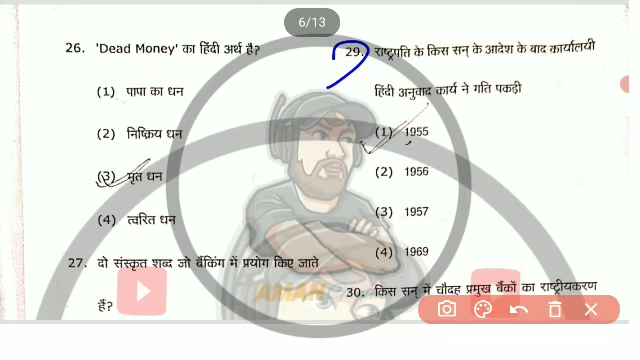 6/13
26. 'Dead Money' का हिंदी अर्थ है?
(1) पापा का धन
(2) निष्क्रिय धन
(3) मृत धन
(4) त्वरित धन
27. दो संस्कृत शब्द जो बैंकिंग में प्रयोग किए जाते
हैं?
29. राष्ट्रपति के किस सन् के आदेश के बाद कार्यालयी
हिंदी अनुवाद कार्य ने गति पकड़ी
(1) 1955
(2) 1956
(3) 1957
(4) 1969
30. किस सन् में चौदह प्रमुख बैंकों का राष्ट्रीयकरण
AMAN